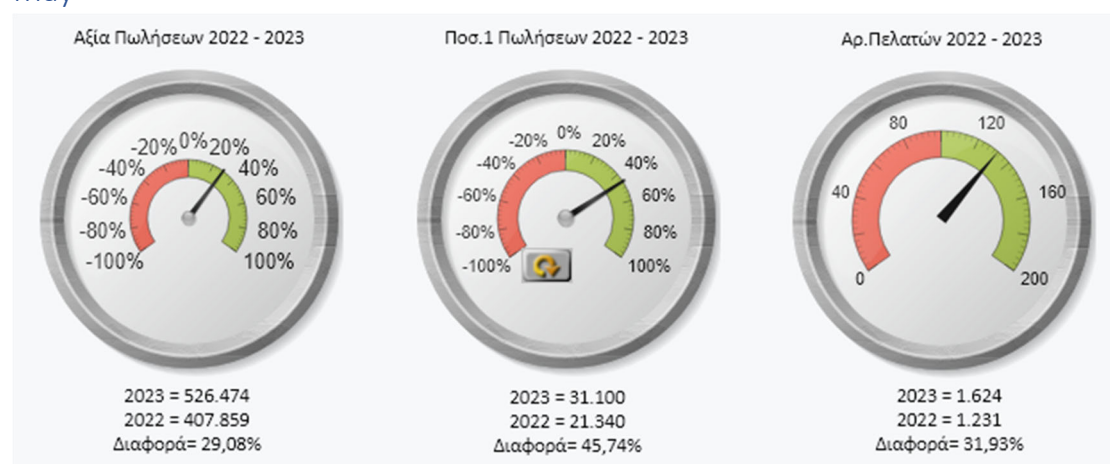 Αξία Πωλήσεων 2022 - 2023
-100%
-80%
-60%
-40%
-20%
0%
20%
40%
60%
80%
100%
2023 = 526.474
2022 = 407.859
Διαφορά= 29,08%
Ποσ.1 Πωλήσεων 2022 - 2023
-100%
-80%
-60%
-40%
-20%
0%
20%
40%
60%
80%
100%
2023 = 31.100
2022 = 21.340
Διαφορά= 45,74%
Αρ.Πελατών 2022 - 2023
0
40
80
120
160
200
2023 = 1.624
2022 = 1.231
Διαφορά= 31,93%